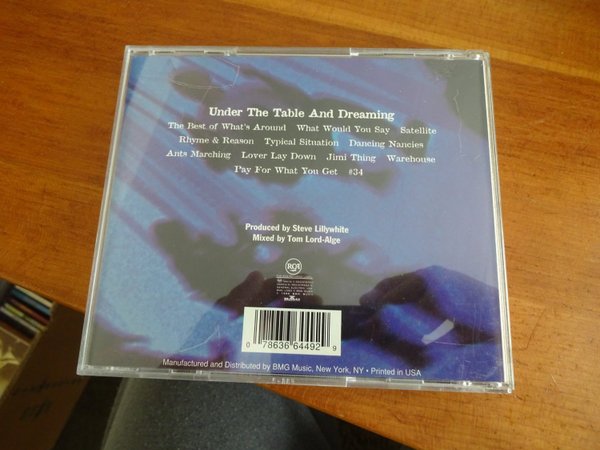 Under The Table And Dreaming
The Best of What's Around What Would You Say Satellite
Rhyme & Reason Typical Situation Dancing Nancies
Ants Marching Lover Lay Down Jimi Thing Warehouse
Pay For What You Get #34
Produced by Steve Lillywhite
Mixed by Tom Lord-Alge
RCA
0 78636 64492 9
Manufactured and Distributed by BMG Music, New York, NY • Printed in USA